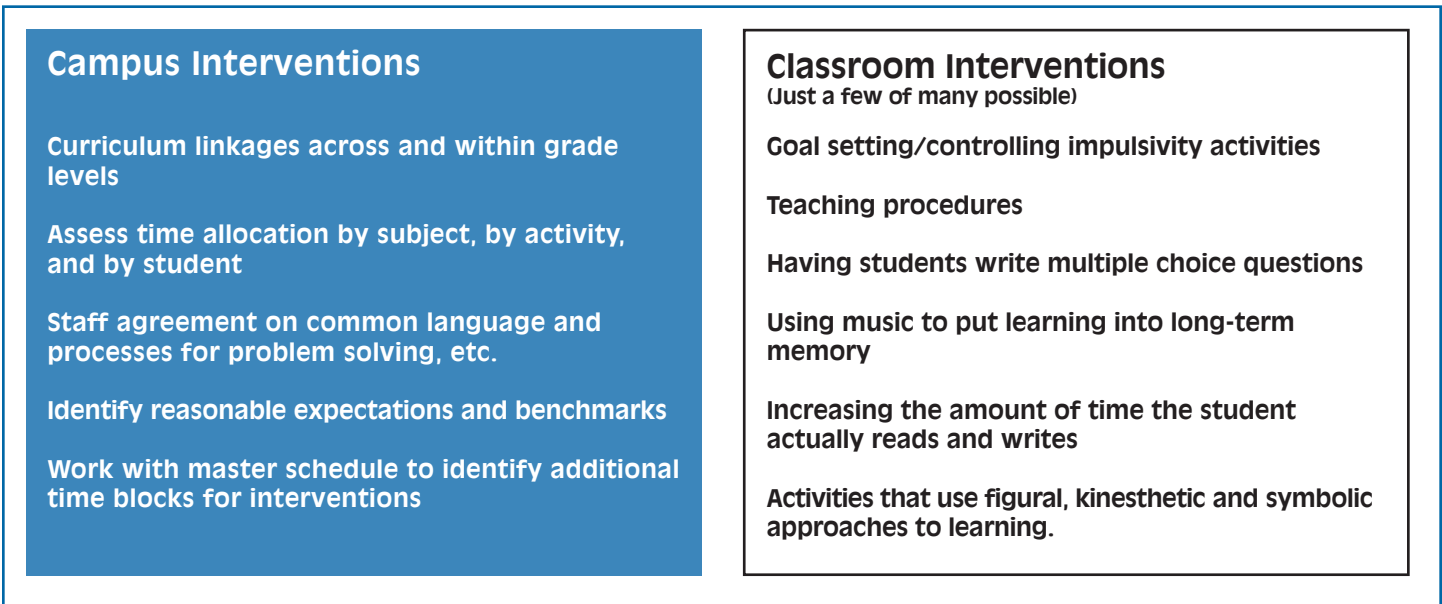 Campus Interventions
Curriculum linkages across and within grade
levels
Assess time allocation by subject, by activity,
and by student
Staff agreement on common language and
processes for problem solving, etc.
Identify reasonable expectations and benchmarks
Work with master schedule to identify additional
time blocks for interventions
Classroom Interventions
(Just a few of many possible)
Goal setting/controlling impulsivity activities
Teaching procedures
Having students write multiple choice questions
Using music to put learning into long-term
memory
Increasing the amount of time the student
actually reads and writes
Activities that use figural, kinesthetic and symbolic
approaches to learning.